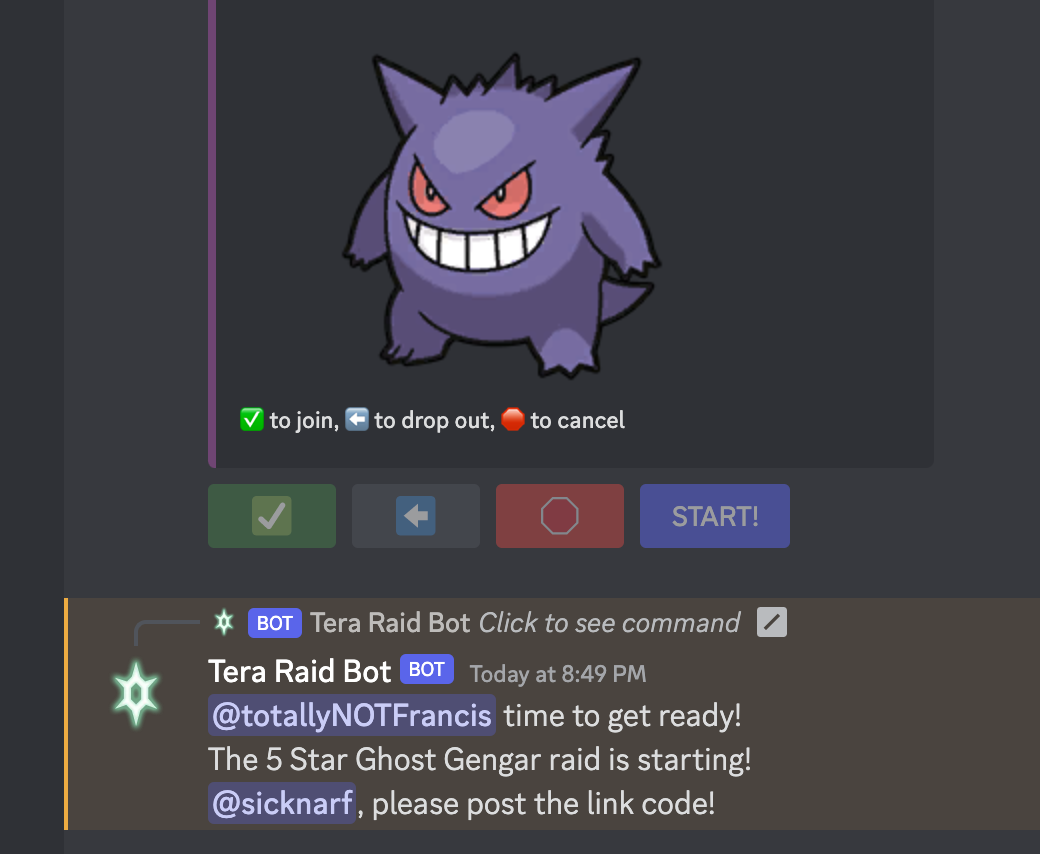 ✅ to join, ⬅️ to drop out, 🛑 to cancel
START!
BOT Tera Raid Bot Click to see command
Tera Raid Bot BOT Today at 8:49 PM
@totallyNOTFrancis time to get ready!
The 5 Star Ghost Gengar raid is starting!
@sicknarf, please post the link code!